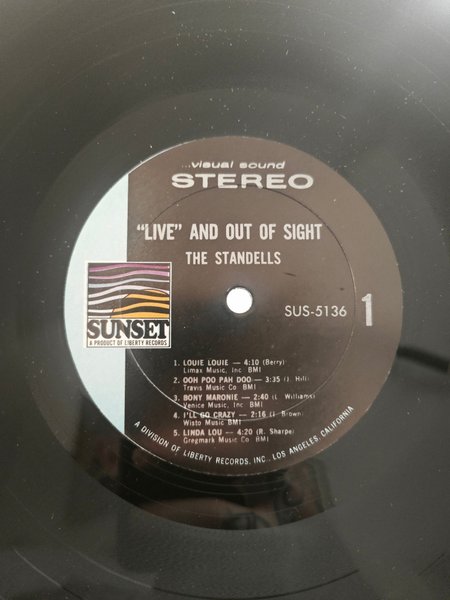 ...visual sound
STEREO
"LIVE" AND OUT OF SIGHT
THE STANDELLS
SUNSET
A PRODUCT OF LIBERTY RECORDS
SUS-5136 1
1. LOUIE LOUIE — 4:10 (Berry)
Limax Music, Inc BMI
2. OOH POO PAH DOO — 3:35 (J. Hill)
Travis Music Co BMI
3. BONY MARONIE — 2:40 (L Williams)
Venice Music, Inc BMI
4. I'LL GO CRAZY — 2:16 (J. Brown)
Wisto Music BMI
5. LINDA LOU — 4:20 (R. Sharpe)
Gregmark Music Co BMI
A DIVISION OF LIBERTY RECORDS, INC., LOS ANGELES, CALIFORNIA